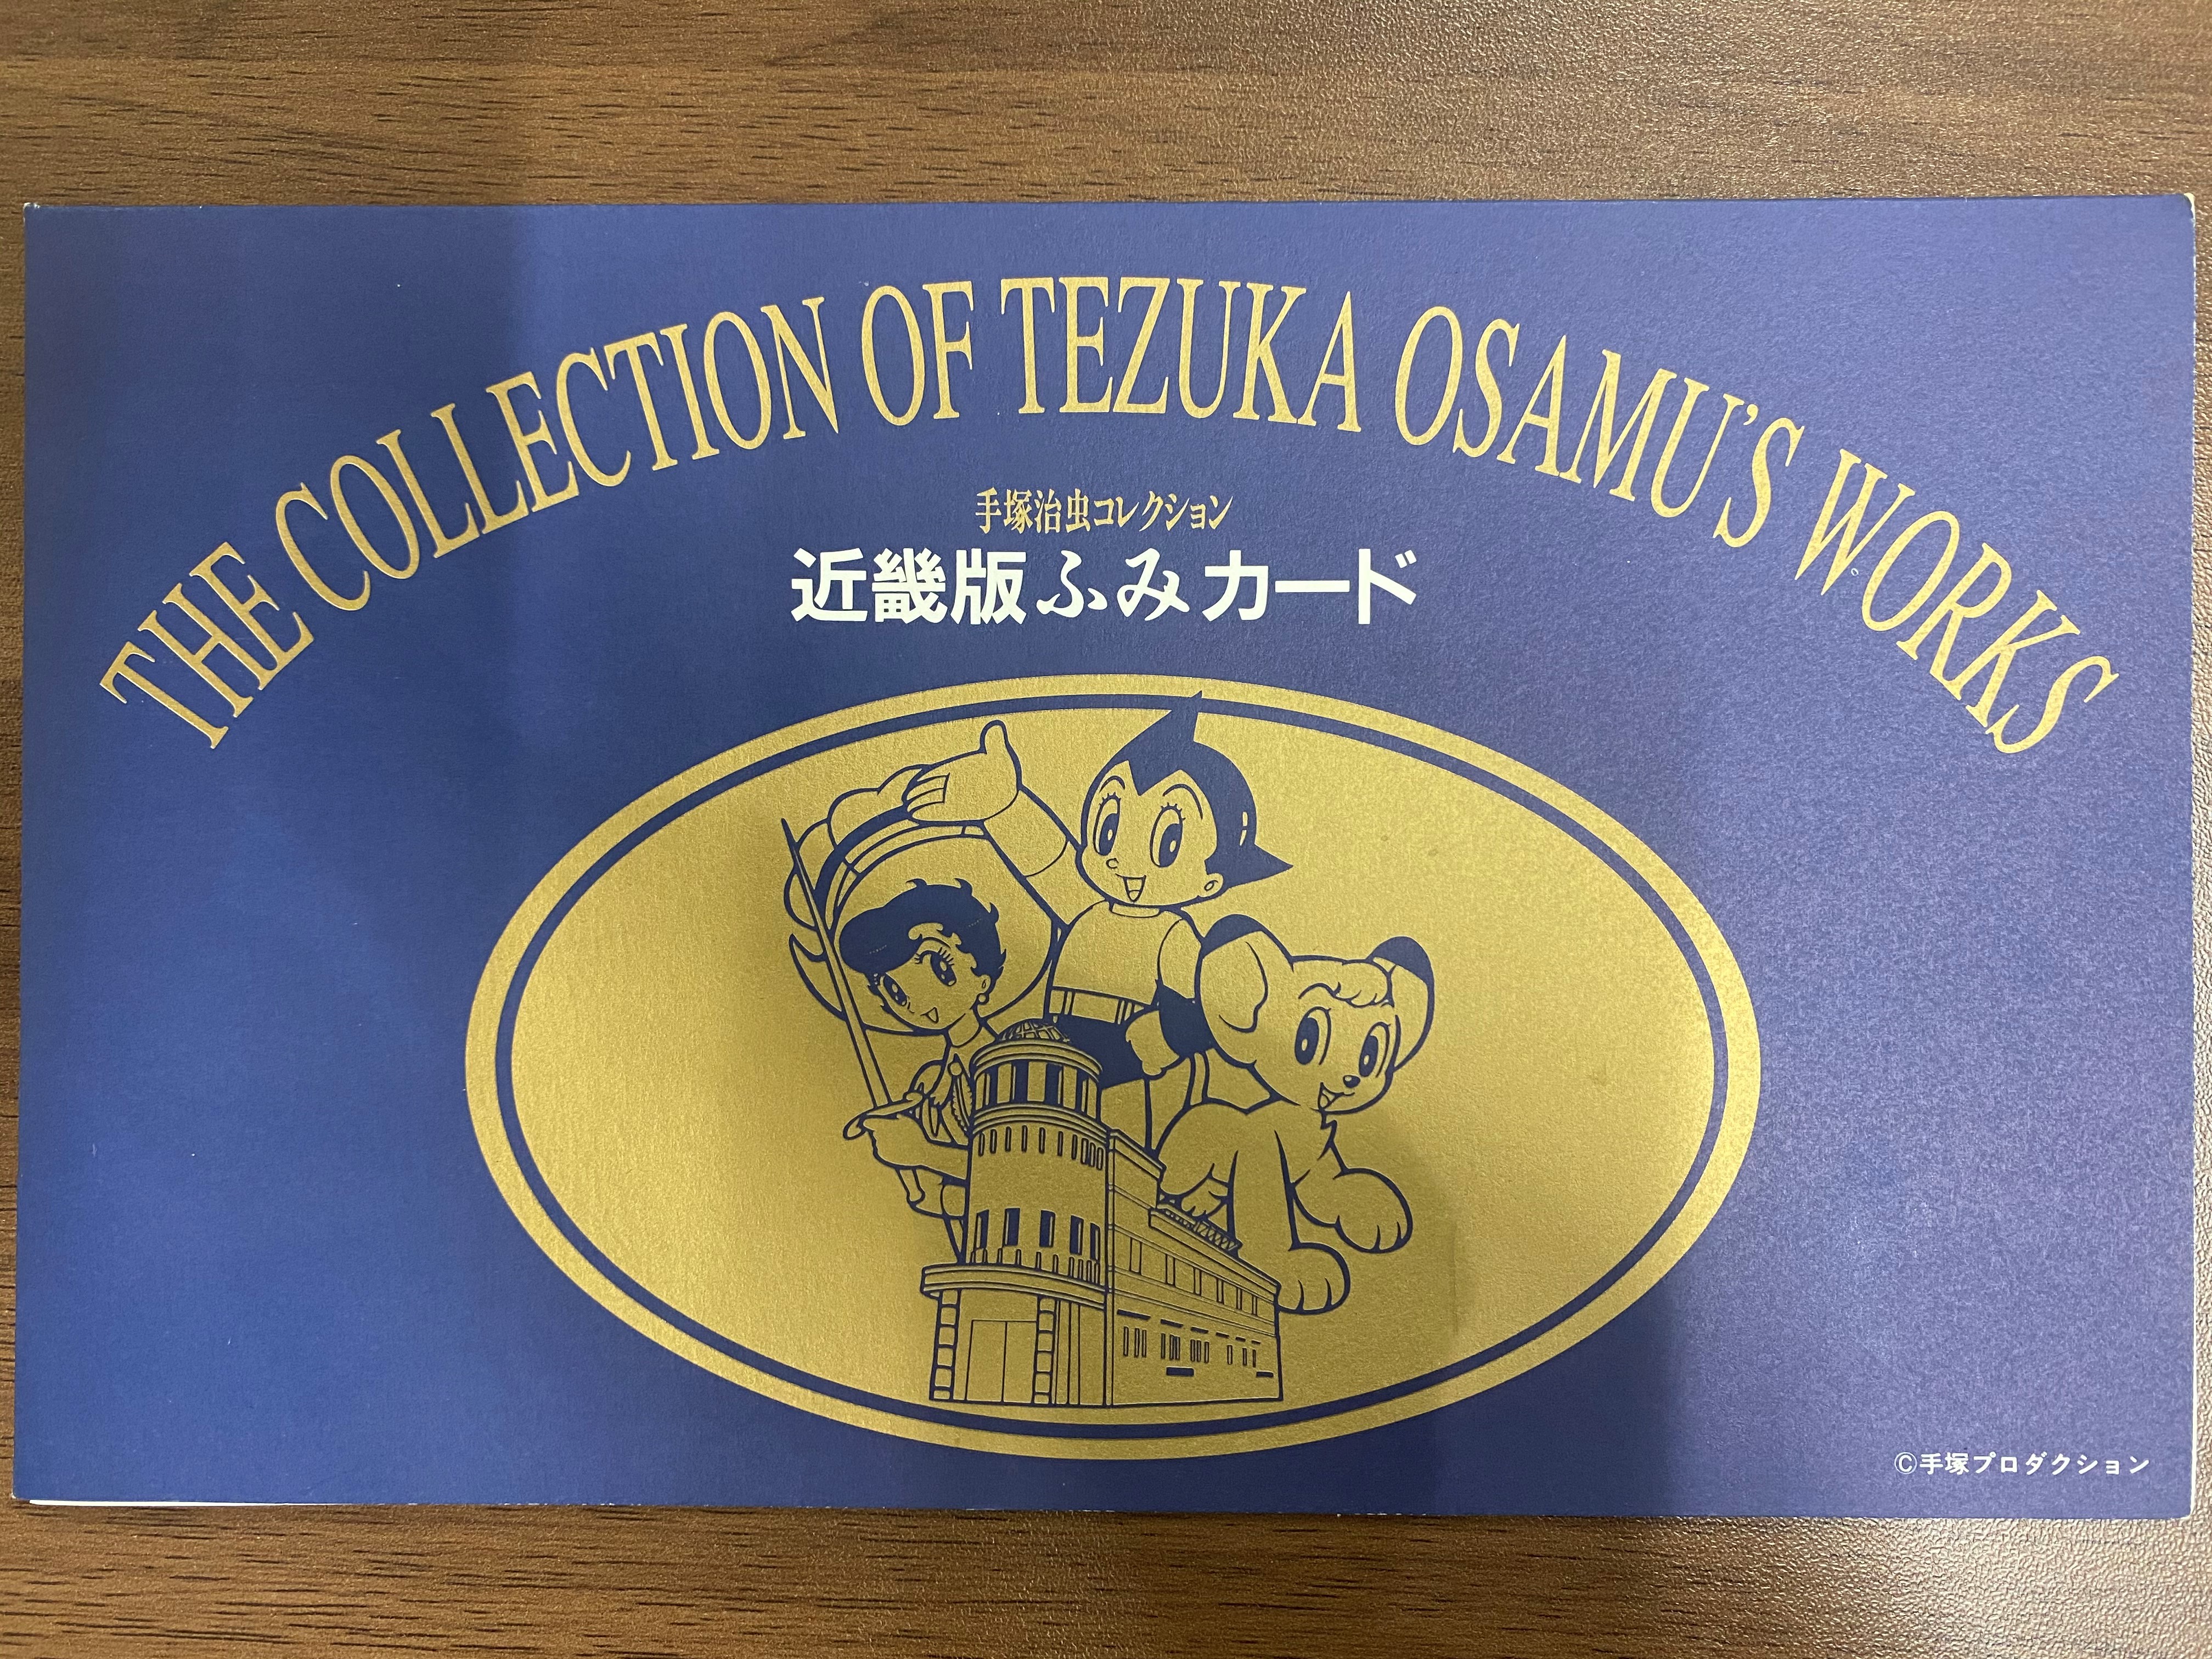 THE COLLECTION OF TEZUKA OSAMU'S WORKS
手塚治虫コレクション
近畿版ふみカード
©手塚プロダクション